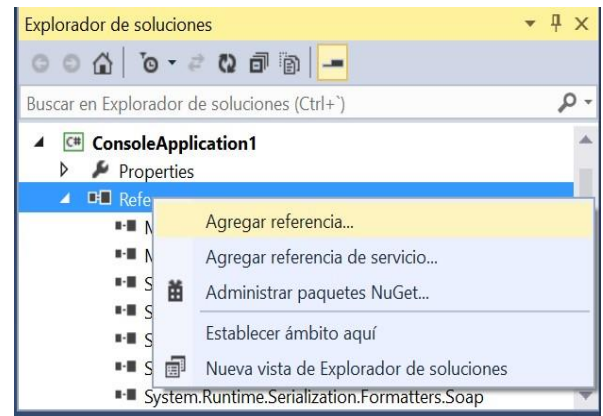 Explorador de soluciones
Buscar en Explorador de soluciones (Ctrl+`)
C# ConsoleApplication1
Properties
Refe
Agregar referencia...
Agregar referencia de servicio...
Administrar paquetes NuGet...
Establecer ámbito aquí
Nueva vista de Explorador de soluciones
System.Runtime.Serialization.Formatters.Soap